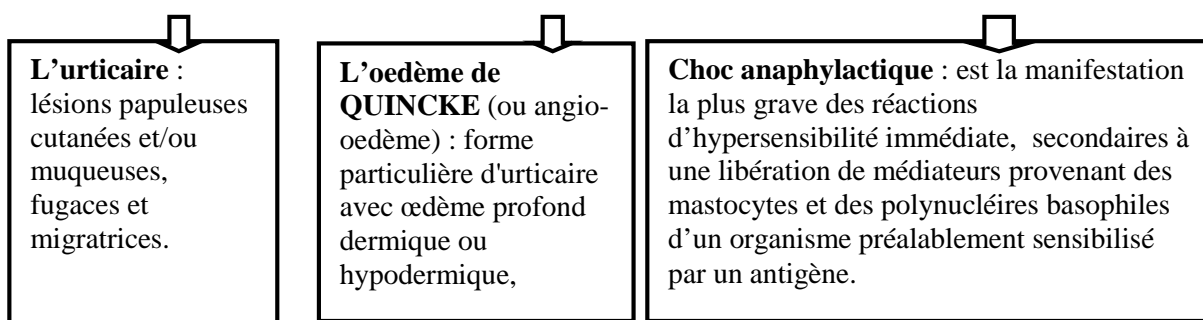 L'urticaire :
lésions papuleuses
cutanées et/ou
muqueuses,
fugaces et
migratrices.
L'oedème de
QUINCKE (ou angio-
oedème) : forme
particulière d'urticaire
avec œdème profond
dermique ou
hypodermique,
Choc anaphylactique : est la manifestation
la plus grave des réactions
d’hypersensibilité immédiate, secondaires à
une libération de médiateurs provenant des
mastocytes et des polynucléires basophiles
d’un organisme préalablement sensibilisé
par un antigène.